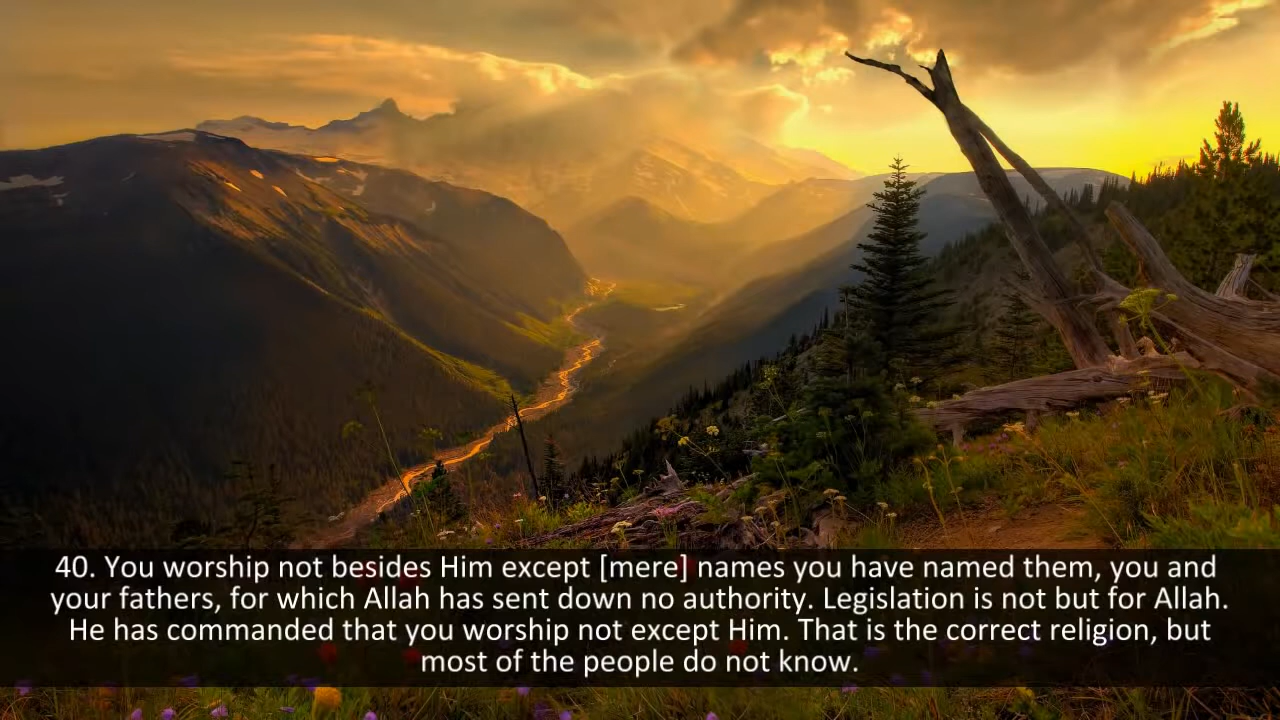 40. You worship not besides Him except [mere] names you have named them, you and
your fathers, for which Allah has sent down no authority. Legislation is not but for Allah.
He has commanded that you worship not except Him. That is the correct religion, but
most of the people do not know.